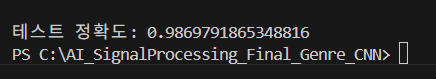 테스트 정확도: 0.9869791865348816
PS C:\AI_SignalProcessing_Final_Genre_CNN>